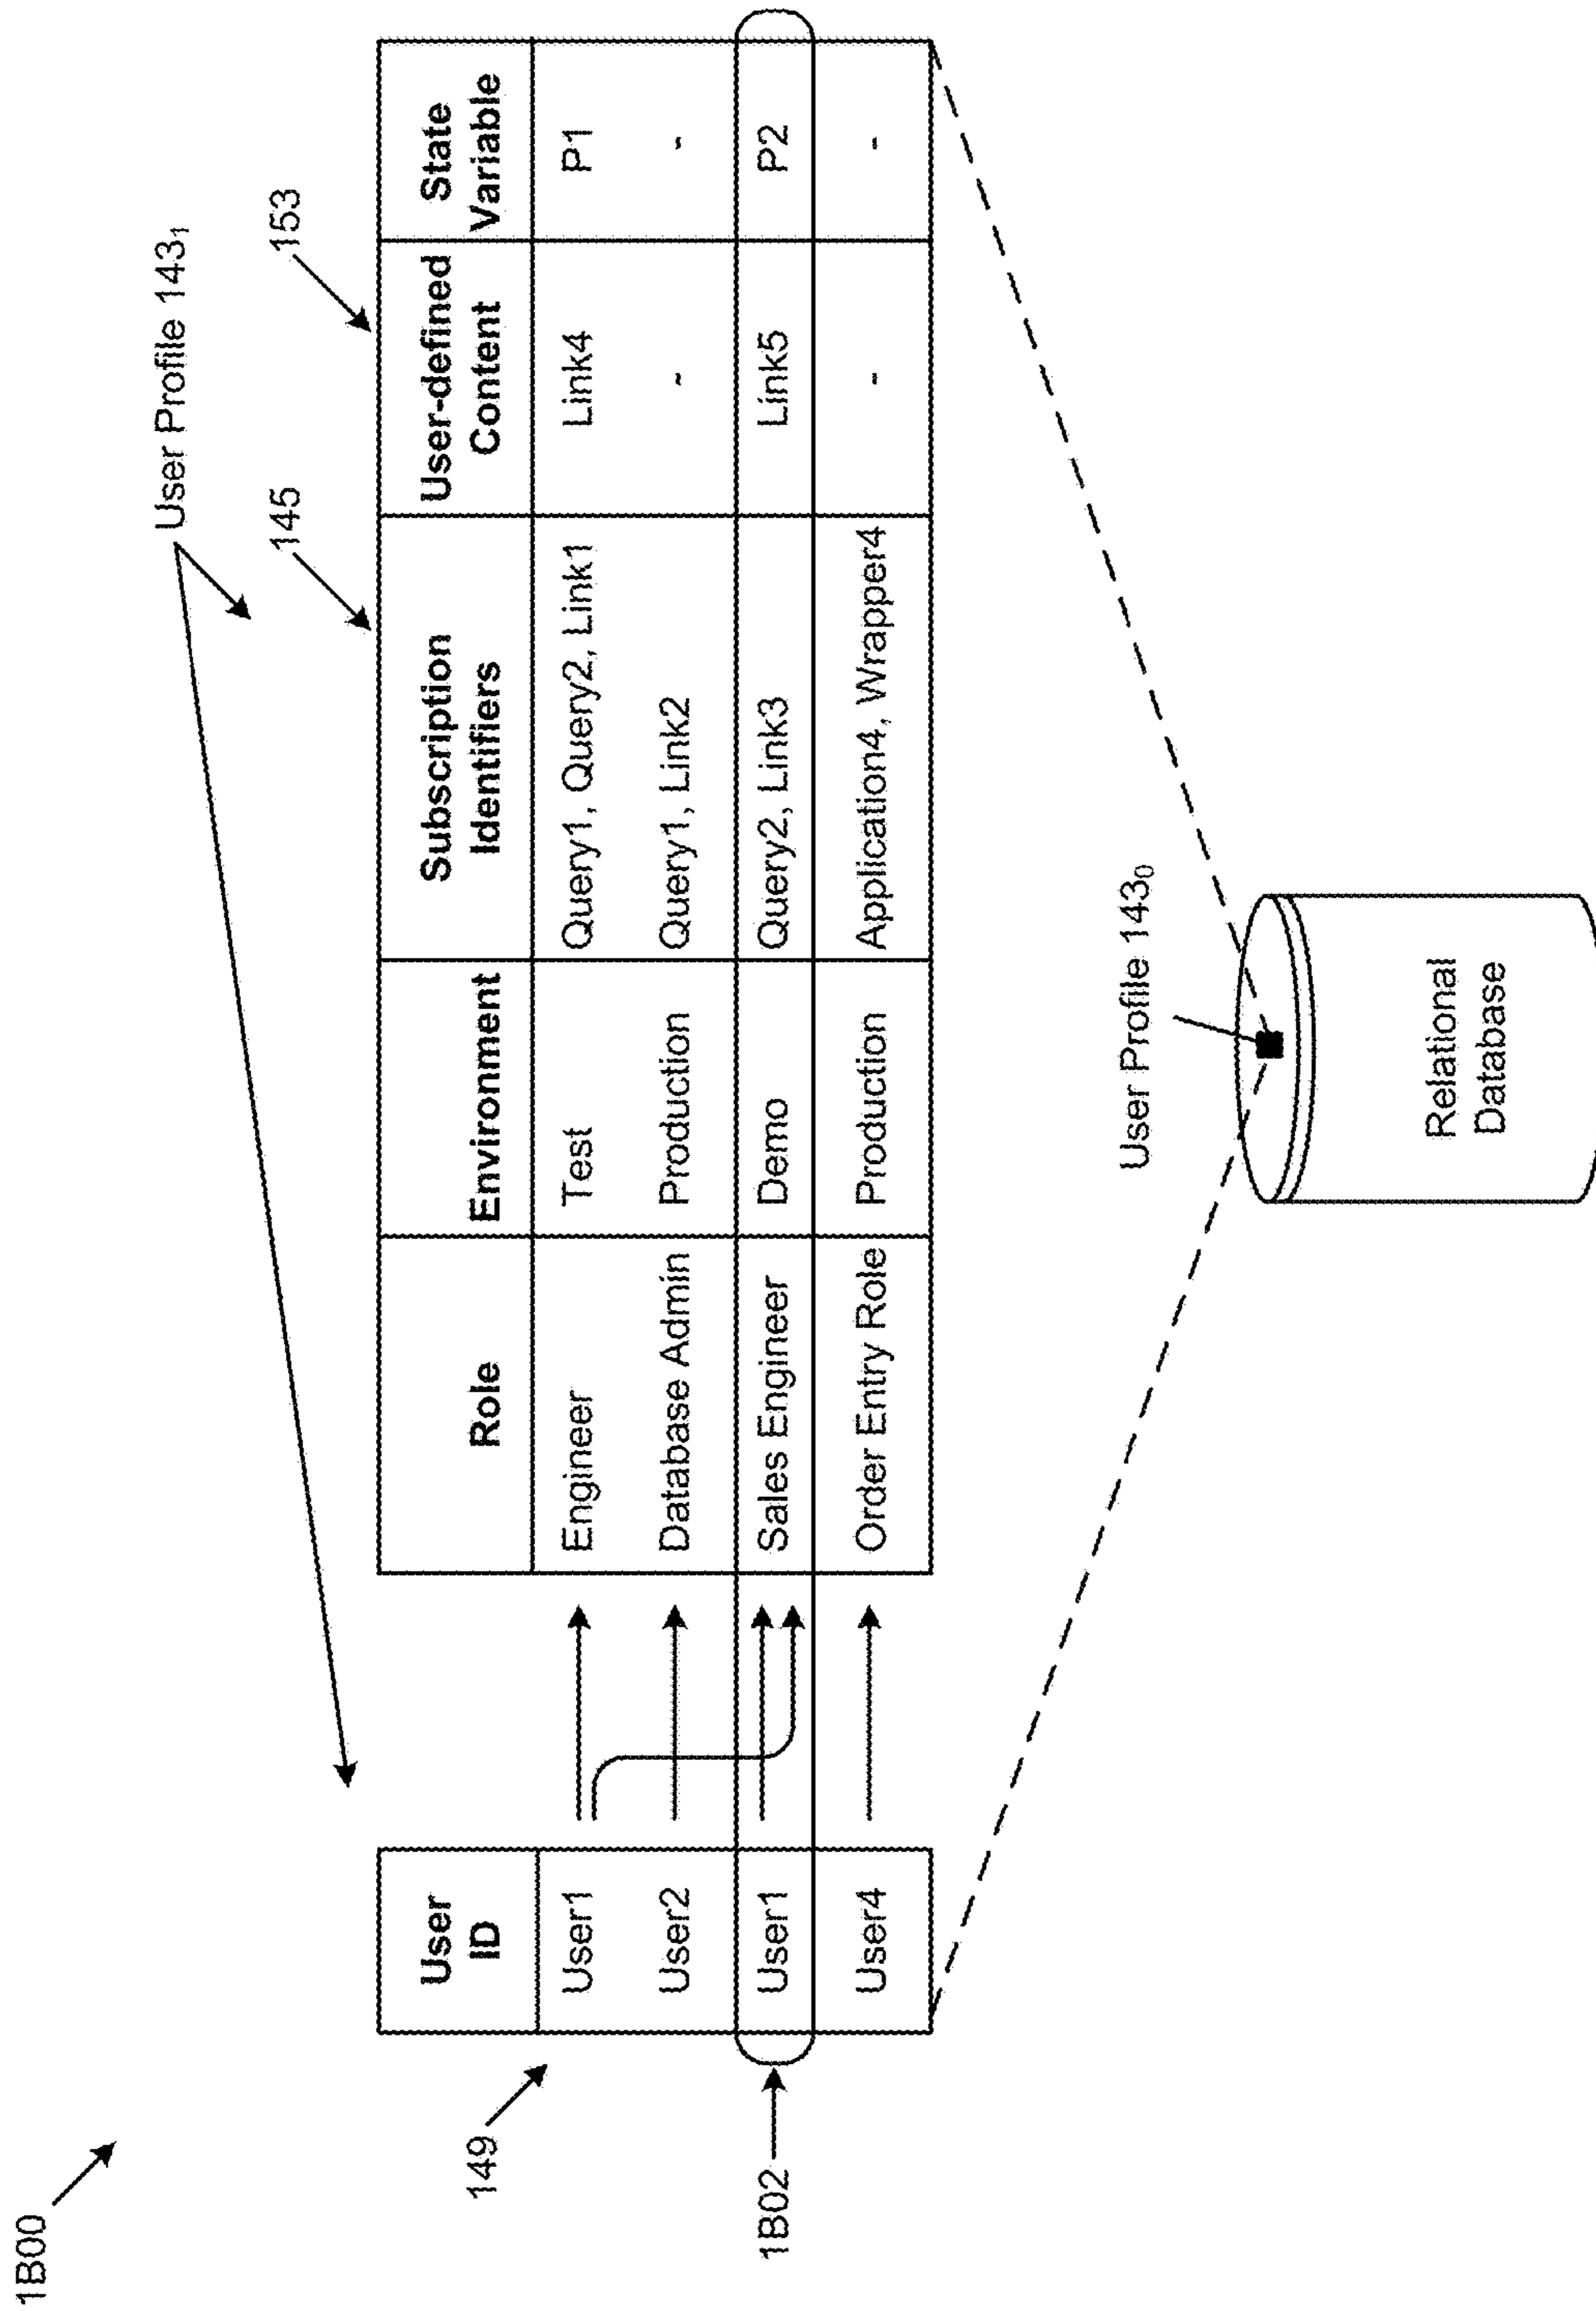 1B00
User Profile 143₁
149
145
153
User
ID
Role
Environment
Subscription
Identifiers
User-defined
Content
State
Variable
User1
Engineer
Test
Query1, Query2, Link1
Link4
P1
User2
Database Admin
Production
Query1, Link2
-
-
1B02
User1
Sales Engineer
Demo
Query2, Link3
Link5
P2
User4
Order Entry Role
Production
Application4, Wrapper4
-
-
User Profile 143₀
Relational
Database